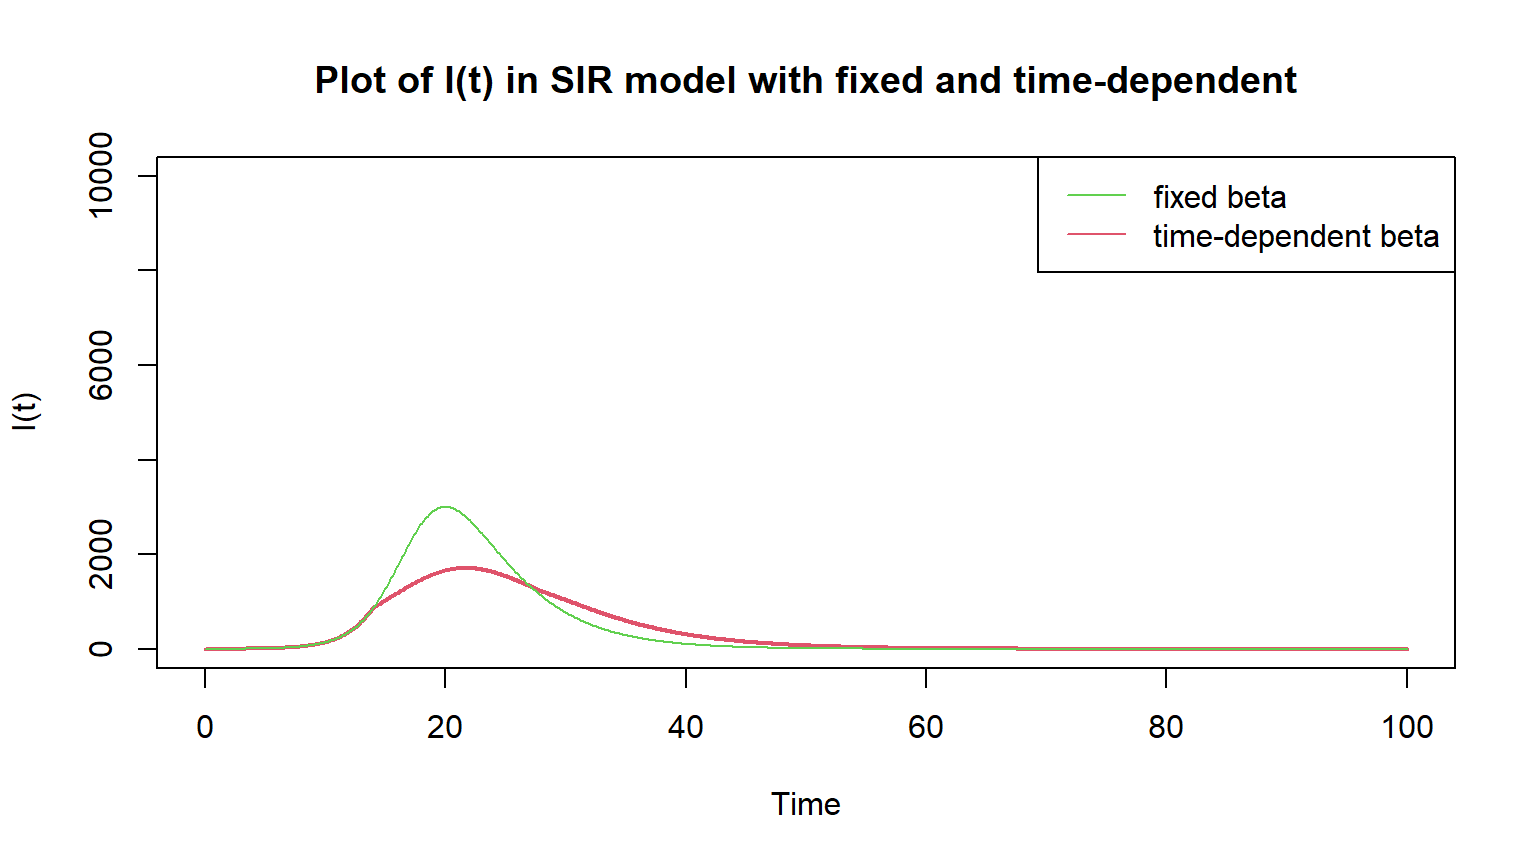 Plot of I(t) in SIR model with fixed and time-dependent
10000
6000
2000
0
I(t)
fixed beta
time-dependent beta
0 20 40 60 80 100
Time